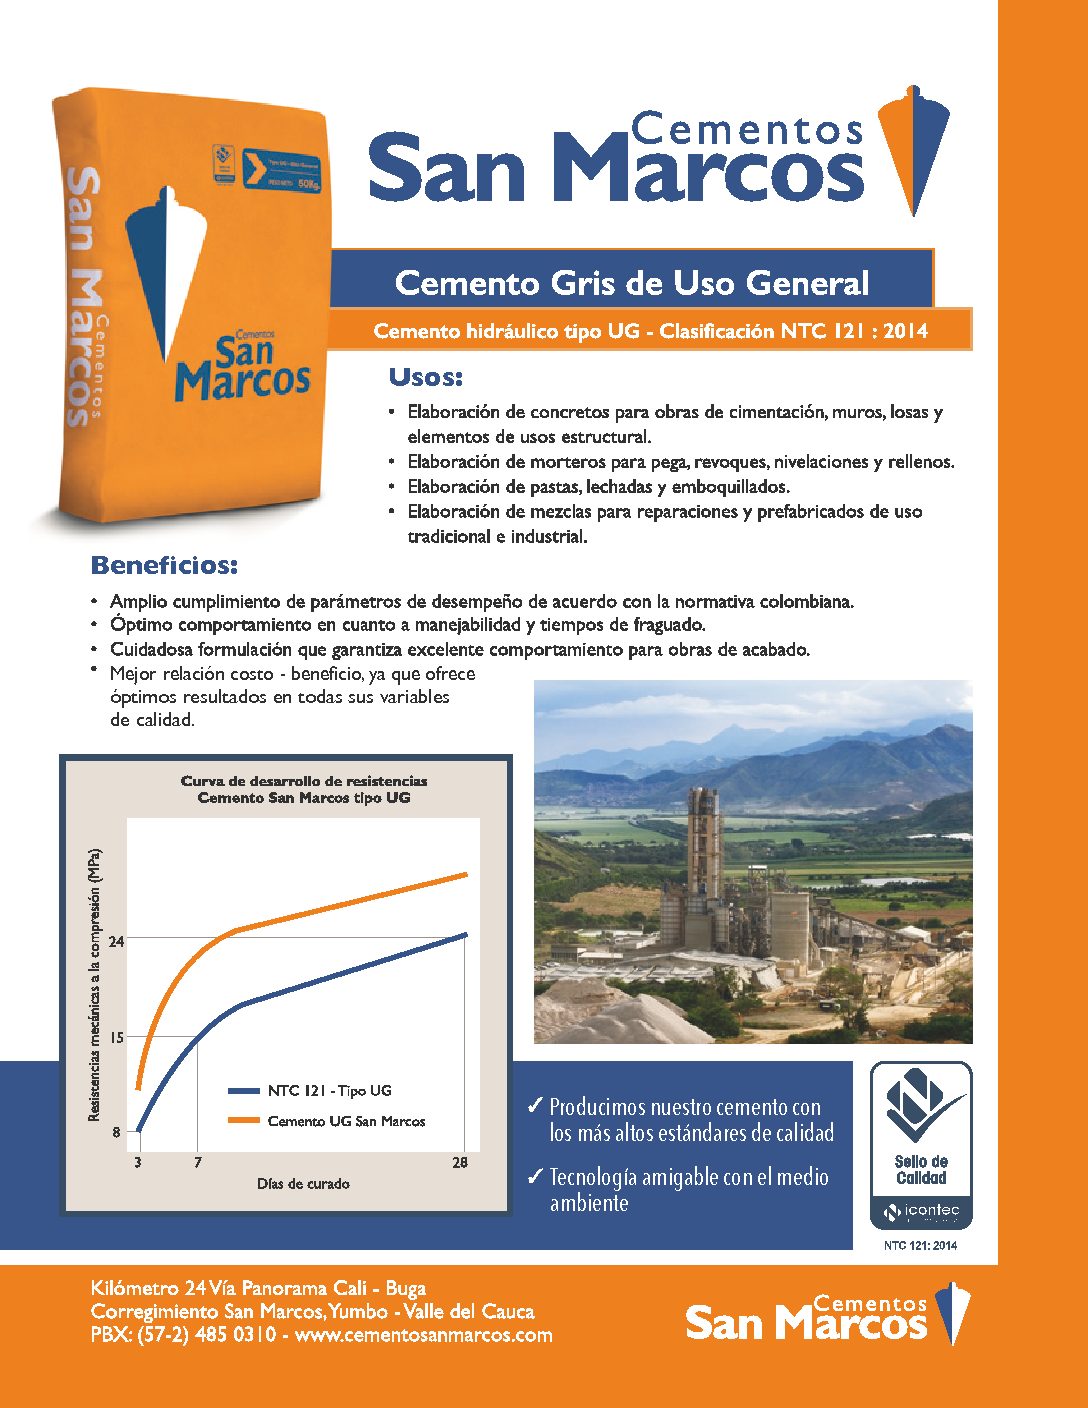 San Marcos
Cementos
Tipo UG - Uso General
PESO NETO 50Kg.
Cementos
San
Marcos
Cementos
San Marcos
Cemento Gris de Uso General
Cemento hidráulico tipo UG - Clasificación NTC 121 : 2014
Usos:
• Elaboración de concretos para obras de cimentación, muros, losas y
elementos de usos estructural.
• Elaboración de morteros para pega, revoques, nivelaciones y rellenos.
• Elaboración de pastas, lechadas y emboquillados.
• Elaboración de mezclas para reparaciones y prefabricados de uso
tradicional e industrial.
Beneficios:
• Amplio cumplimiento de parámetros de desempeño de acuerdo con la normativa colombiana.
• Óptimo comportamiento en cuanto a manejabilidad y tiempos de fraguado.
• Cuidadosa formulación que garantiza excelente comportamiento para obras de acabado.
• Mejor relación costo - beneficio, ya que ofrece
óptimos resultados en todas sus variables
de calidad.
Curva de desarrollo de resistencias
Cemento San Marcos tipo UG
Resistencias mecánicas a la compresión (MPa)
24
15
8
NTC 121 - Tipo UG
Cemento UG San Marcos
3 7 28
Días de curado
✓ Producimos nuestro cemento con
los más altos estándares de calidad
✓ Tecnología amigable con el medio
ambiente
Sello de
Calidad
icontec
NTC 121: 2014
Kilómetro 24 Vía Panorama Cali - Buga
Corregimiento San Marcos, Yumbo - Valle del Cauca
PBX: (57-2) 485 0310 - www.cementosanmarcos.com
Cementos
San Marcos